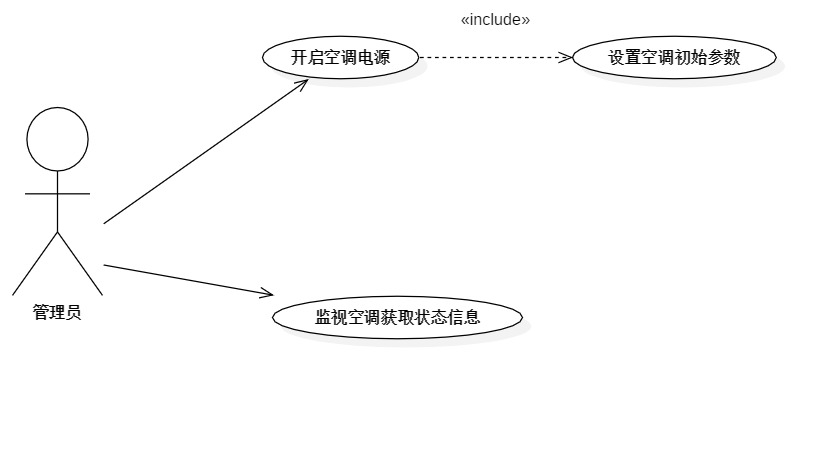 «include»
开启空调电源
设置空调初始参数
管理员
监视空调获取状态信息